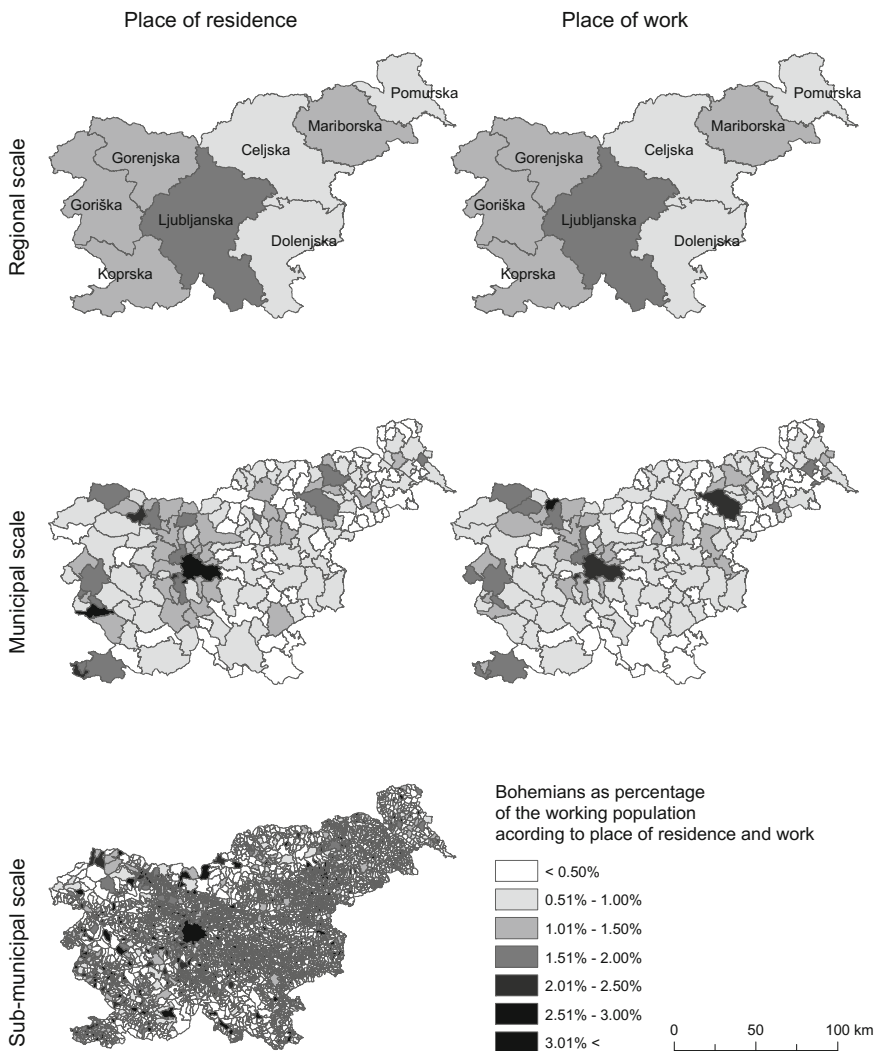 Place of residence
Place of work
Regional scale
Pomurska
Mariborska
Celjska
Gorenjska
Goriška
Ljubljanska
Dolenjska
Koprska
Pomurska
Mariborska
Celjska
Gorenjska
Goriška
Ljubljanska
Dolenjska
Koprska
Municipal scale
Sub-municipal scale
Bohemians as percentage
of the working population
acording to place of residence and work
< 0.50%
0.51% - 1.00%
1.01% - 1.50%
1.51% - 2.00%
2.01% - 2.50%
2.51% - 3.00%
3.01% <
0 50 100 km